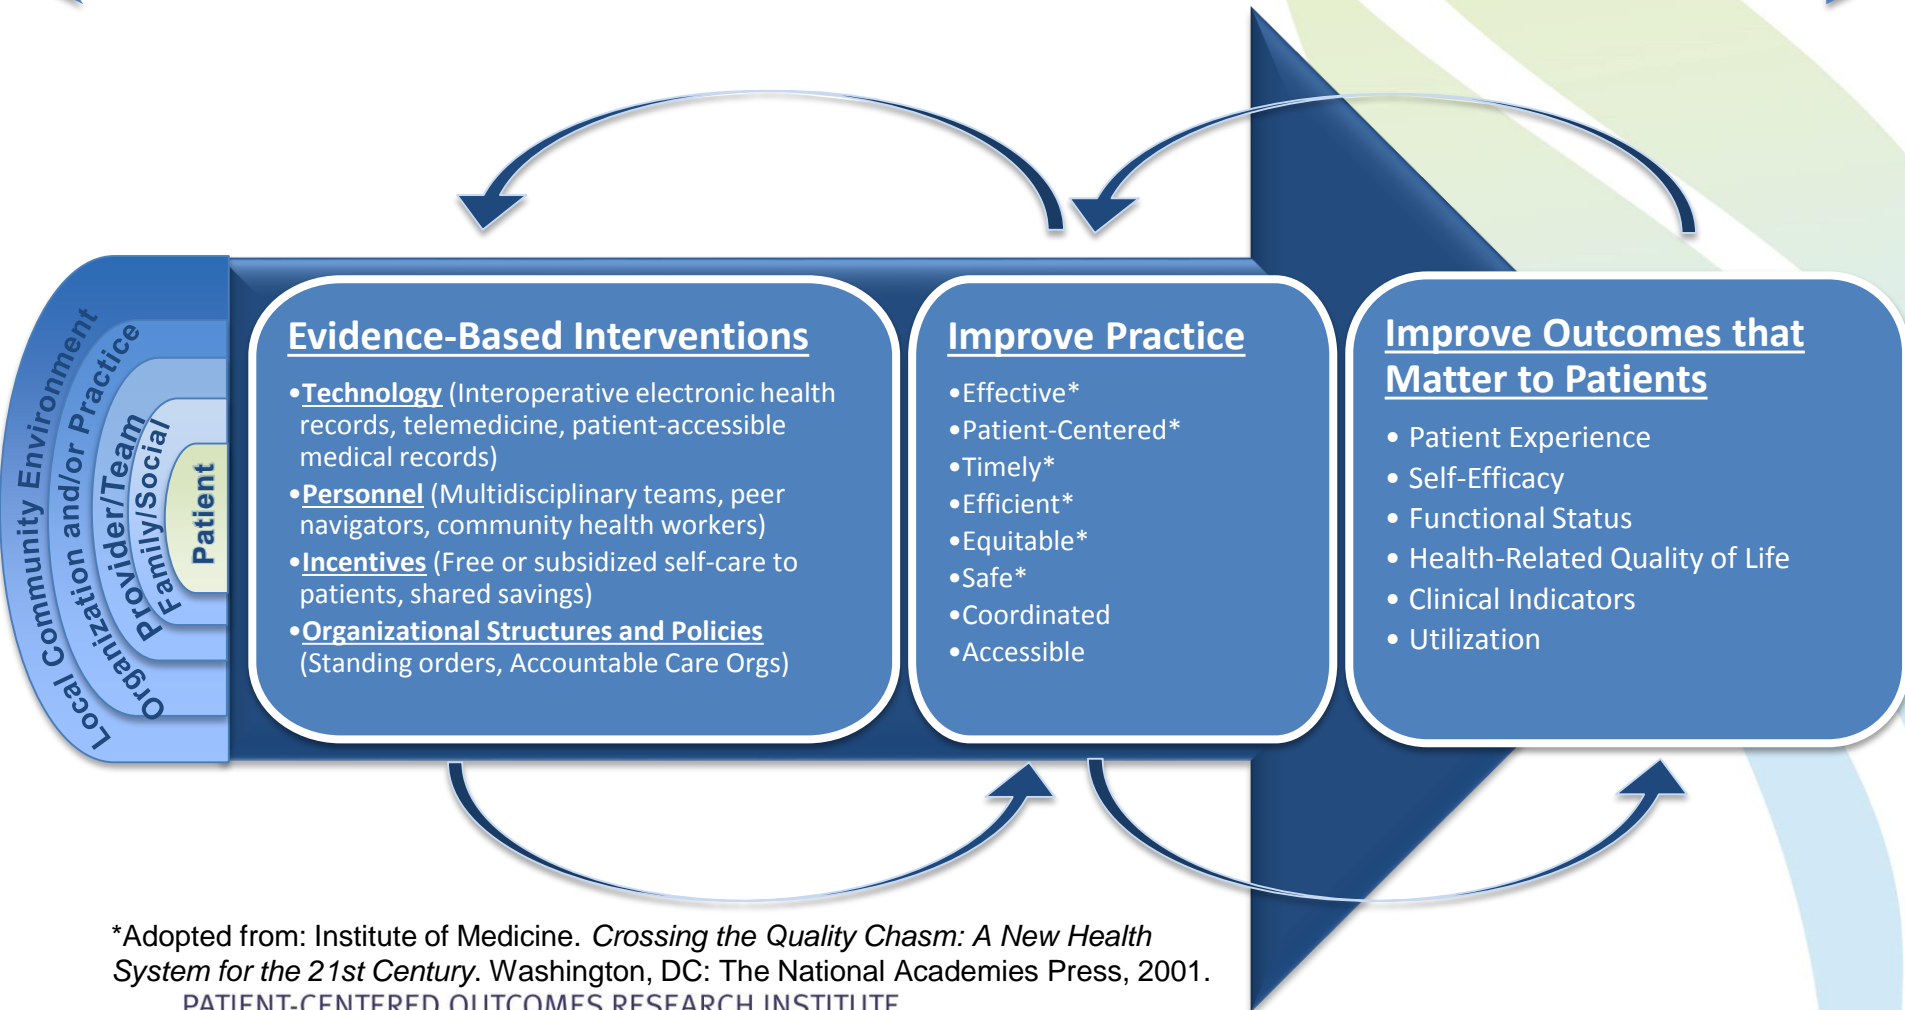 Local Community Environment
Organization and/or Practice
Provider/Team
Family/Social
Patient
Evidence-Based Interventions
•Technology (Interoperative electronic health
records, telemedicine, patient-accessible
medical records)
•Personnel (Multidisciplinary teams, peer
navigators, community health workers)
•Incentives (Free or subsidized self-care to
patients, shared savings)
•Organizational Structures and Policies
(Standing orders, Accountable Care Orgs)
Improve Practice
•Effective*
•Patient-Centered*
•Timely*
•Efficient*
•Equitable*
•Safe*
•Coordinated
•Accessible
Improve Outcomes that
Matter to Patients
• Patient Experience
• Self-Efficacy
• Functional Status
• Health-Related Quality of Life
• Clinical Indicators
• Utilization
*Adopted from: Institute of Medicine. Crossing the Quality Chasm: A New Health
System for the 21st Century. Washington, DC: The National Academies Press, 2001.
PATIENT-CENTERED OUTCOMES RESEARCH INSTITUTE